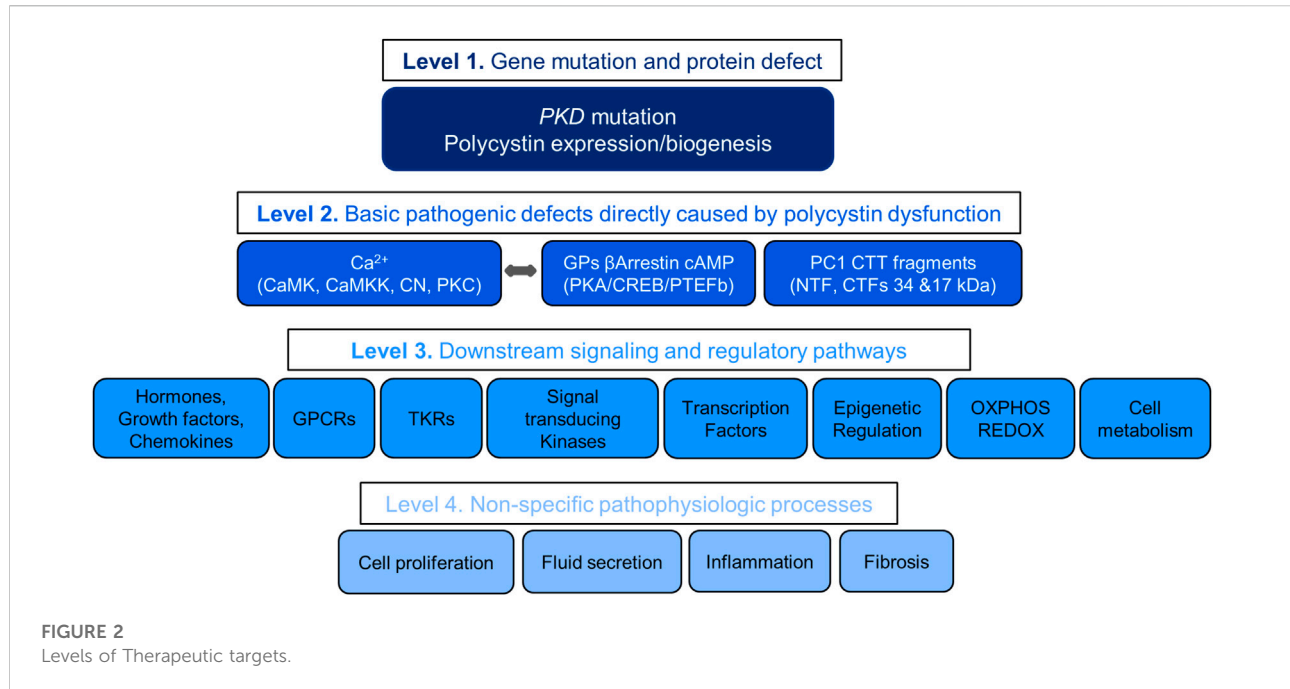 Level 1. Gene mutation and protein defect
PKD mutation
Polycystin expression/biogenesis
Level 2. Basic pathogenic defects directly caused by polycystin dysfunction
Ca²⁺
(CaMK, CaMKK, CN, PKC)
GPs βArrestin cAMP
(PKA/CREB/PTEFb)
PC1 CTT fragments
(NTF, CTFs 34 &17 kDa)
Level 3. Downstream signaling and regulatory pathways
Hormones,
Growth factors,
Chemokines
GPCRs
TKRs
Signal
transducing
Kinases
Transcription
Factors
Epigenetic
Regulation
OXPHOS
REDOX
Cell
metabolism
Level 4. Non-specific pathophysiologic processes
Cell proliferation
Fluid secretion
Inflammation
Fibrosis
FIGURE 2
Levels of Therapeutic targets.